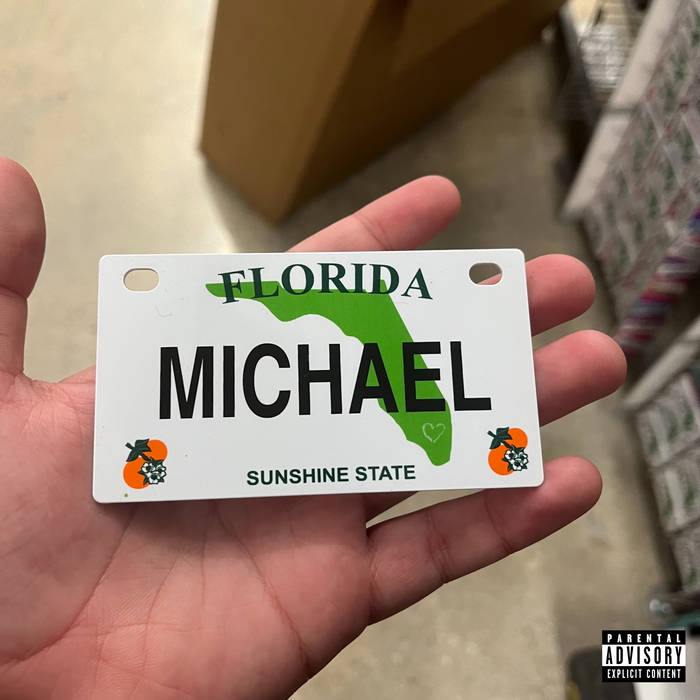 FLORIDA
MICHAEL
SUNSHINE STATE
PARENTAL
ADVISORY
EXPLICIT CONTENT